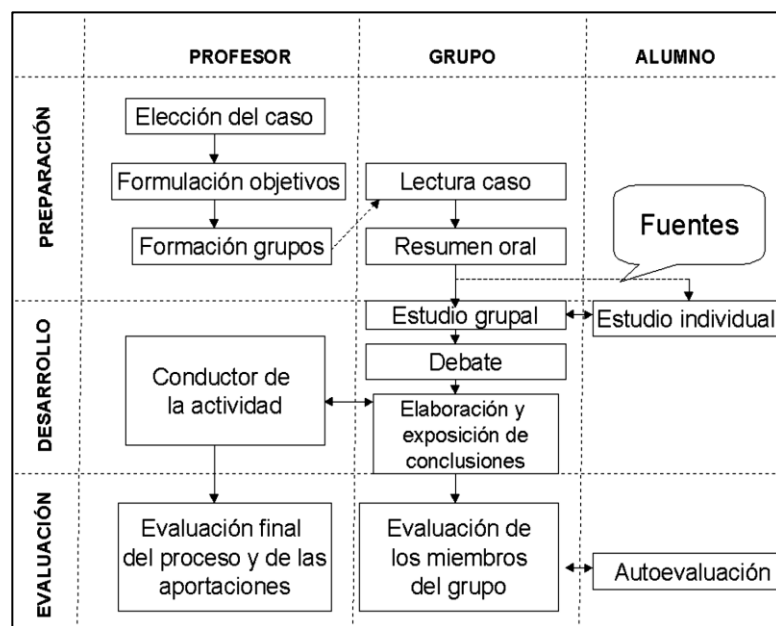 PROFESOR
GRUPO
ALUMNO
PREPARACIÓN
Elección del caso
Formulación objetivos
Formación grupos
Lectura caso
Resumen oral
Fuentes
DESARROLLO
Conductor de
la actividad
Estudio grupal
Debate
Elaboración y
exposición de
conclusiones
Estudio individual
EVALUACIÓN
Evaluación final
del proceso y de las
aportaciones
Evaluación de
los miembros
del grupo
Autoevaluación